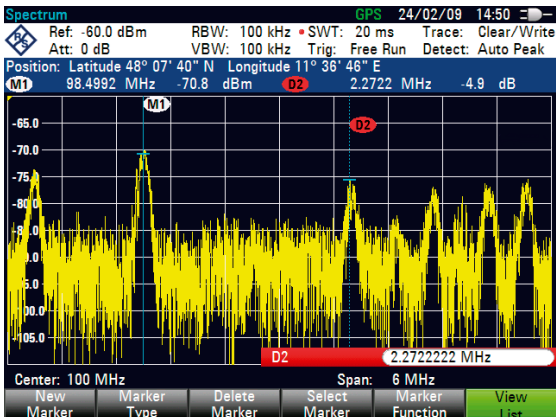 Spectrum GPS 24/02/09 14:50
Ref: -60.0 dBm RBW: 100 kHz SWT: 20 ms Trace: Clear/Write
Att: 0 dB VBW: 100 kHz Trig: Free Run Detect: Auto Peak
Position: Latitude 48° 07' 40" N Longitude 11° 36' 46" E
M1 98.4992 MHz -70.8 dBm D2 2.2722 MHz -4.9 dB
M1
-65.0
D2
-70.0
-75.0
-80.0
-105.0
D2 2.2722222 MHz
Center: 100 MHz Span: 6 MHz
New Marker Delete Select Marker View
Marker Type Marker Marker Function List